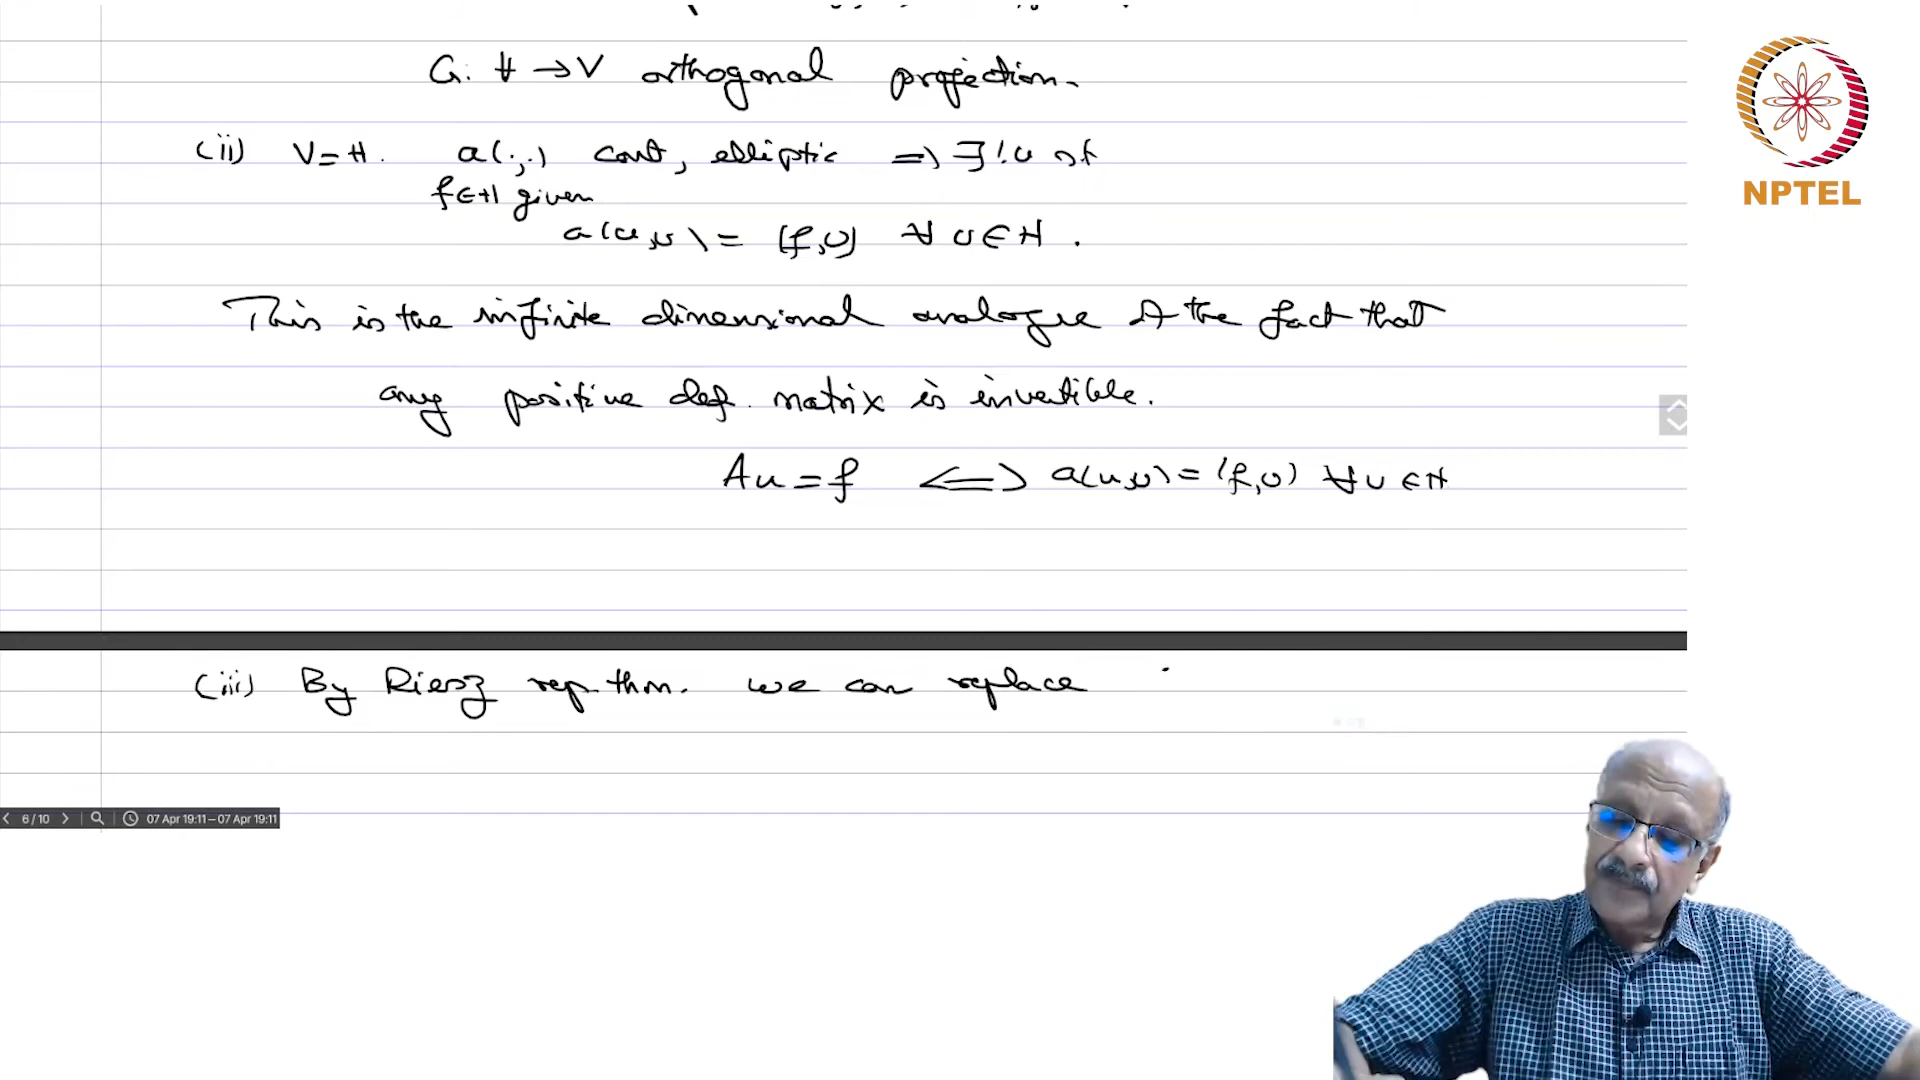 G: H → V orthogonal projection.
(ii) V = H. a(·,·) cont, elliptic ⇒ ∃! u st
f ∈ H given
a(u,v) = (f,v) ∀ v ∈ H.
This is the infinite dimensional analogue of the fact that
any positive def. matrix is invertible.
Au = f ⟺ a(u,v) = (f,v) ∀ v ∈ H
(iii) By Riesz rep. thm. we can replace
NPTEL
6/10
07 Apr 19:11 – 07 Apr 19:11